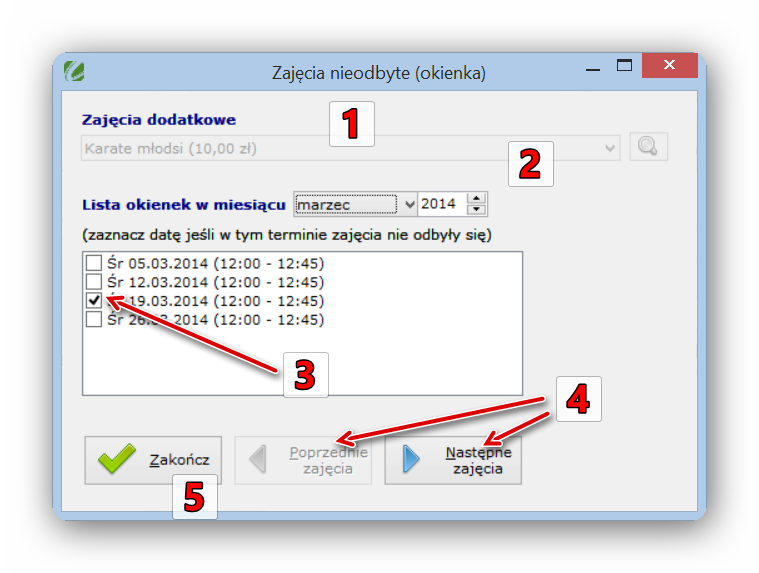 Zajęcia nieodbyte (okienka)
Zajęcia dodatkowe
1
Karate młodsi (10,00 zł)
2
Lista okienek w miesiącu marzec 2014
(zaznacz datę jeśli w tym terminie zajęcia nie odbyły się)
Śr 05.03.2014 (12:00 - 12:45)
Śr 12.03.2014 (12:00 - 12:45)
Śr 19.03.2014 (12:00 - 12:45)
Śr 26.03.2014 (12:00 - 12:45)
3
4
Zakończ
Poprzednie
zajęcia
Następne
zajęcia
5